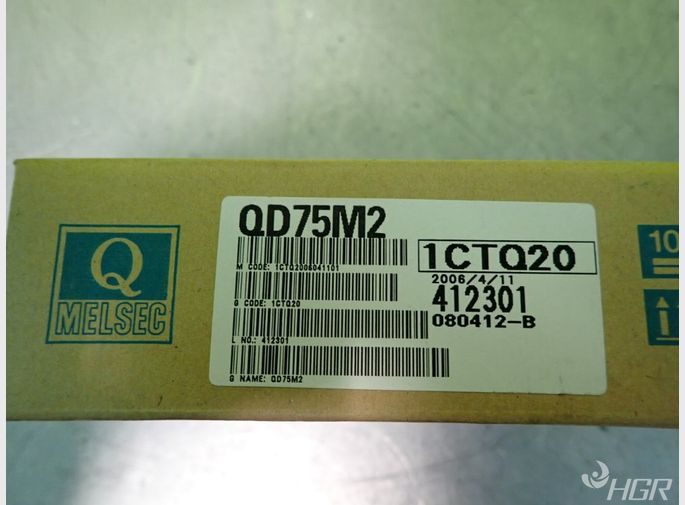 Q
MELSEC
QD75M2
M CODE: 1CTQ2006041101
G CODE: 1CTQ20
L NO.: 412301
G NAME: QD75M2
1CTQ20
2006/4/11
412301
080412-B
10
HGR